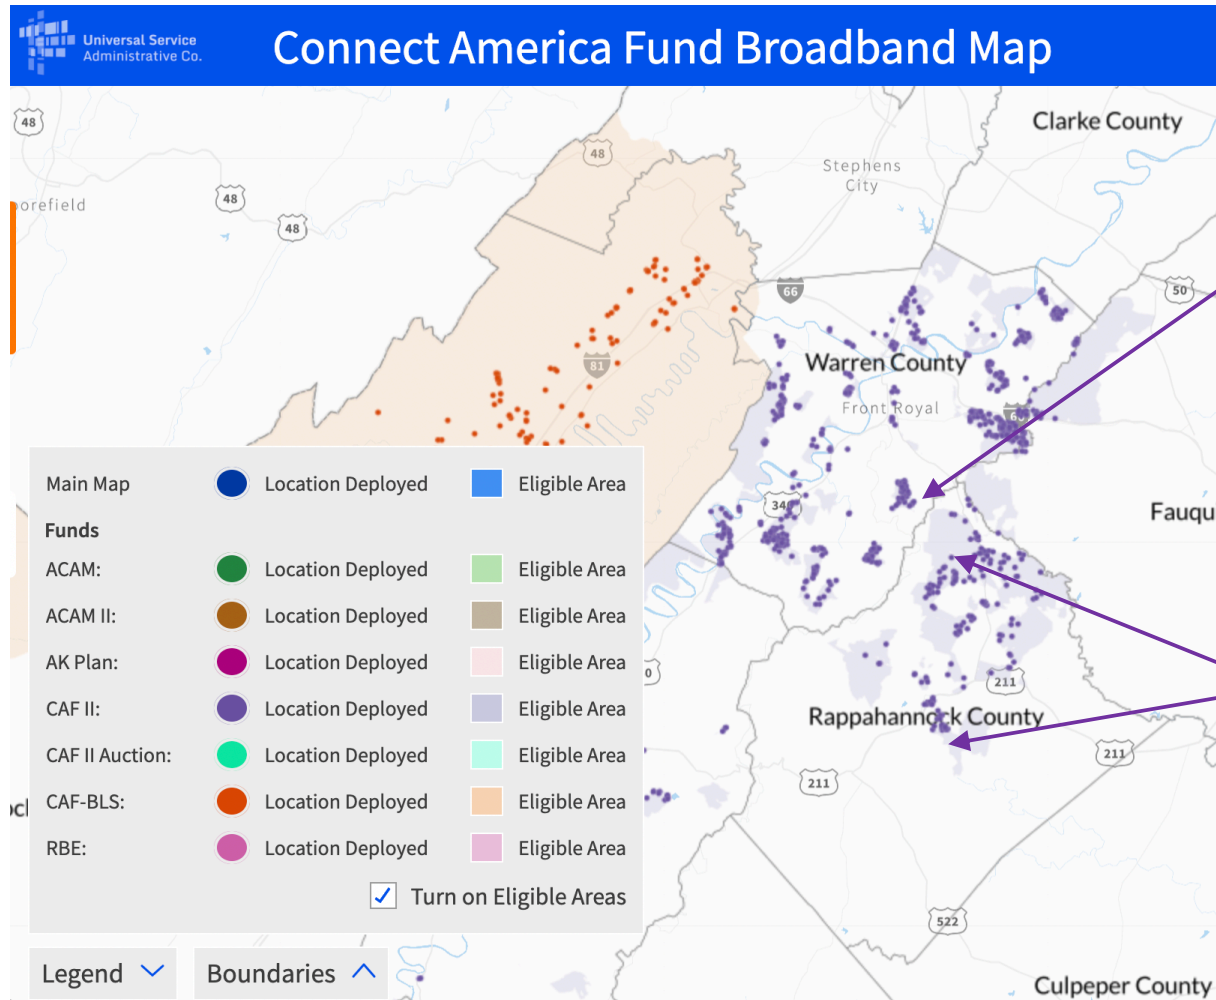 Universal Service
Administrative Co.
Connect America Fund Broadband Map
48
Clarke County
48
Stephens
City
48
orefield
48
66
50
Warren County
81
Front Royal
340
Fauqu
211
Rappahannock County
211
211
522
Culpeper County
Main Map Location Deployed Eligible Area
Funds
ACAM: Location Deployed Eligible Area
ACAM II: Location Deployed Eligible Area
AK Plan: Location Deployed Eligible Area
CAF II: Location Deployed Eligible Area
CAF II Auction: Location Deployed Eligible Area
CAF-BLS: Location Deployed Eligible Area
RBE: Location Deployed Eligible Area
Turn on Eligible Areas
Legend
Boundaries